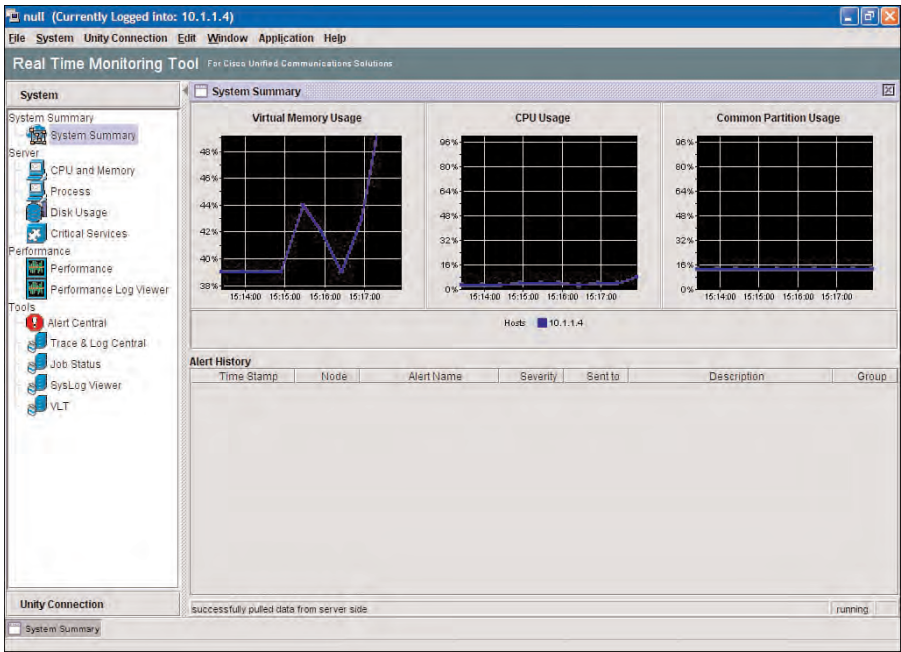 null (Currently Logged into: 10.1.1.4)
File System Unity Connection Edit Window Application Help
Real Time Monitoring Tool For Cisco Unified Communications Solutions
System
System Summary
System Summary
Server
CPU and Memory
Process
Disk Usage
Critical Services
Performance
Performance
Performance Log Viewer
Tools
Alert Central
Trace & Log Central
Job Status
SysLog Viewer
VLT
Unity Connection
System Summary
Virtual Memory Usage
48%
46%
44%
42%
40%
38%
15:14:00 15:15:00 15:16:00 15:17:00
CPU Usage
96%
80%
64%
48%
32%
16%
0%
15:14:00 15:15:00 15:16:00 15:17:00
Common Partition Usage
96%
80%
64%
48%
32%
16%
0%
15:14:00 15:15:00 15:16:00 15:17:00
Hosts 10.1.1.4
Alert History
Time Stamp Node Alert Name Severity Sent to Description Group
successfully pulled data from server side running
System Summary